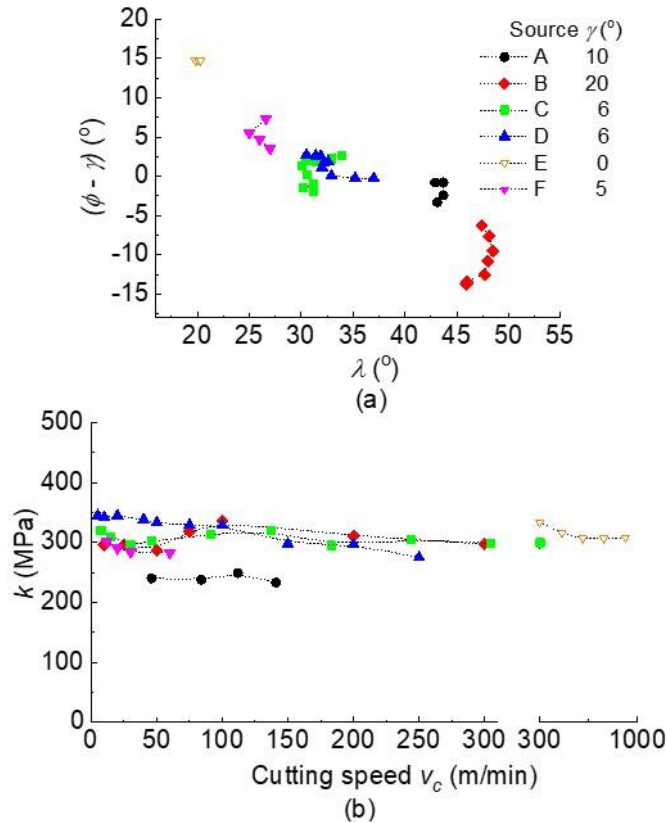 20
15
10
5
0
-5
-10
-15
(ϕ - γ) (°)
Source γ (°)
A 10
B 20
C 6
D 6
E 0
F 5
20 25 30 35 40 45 50 55
λ (°)
(a)
500
400
300
200
100
0
k (MPa)
0 50 100 150 200 250 300 300 1000
Cutting speed v_c (m/min)
(b)